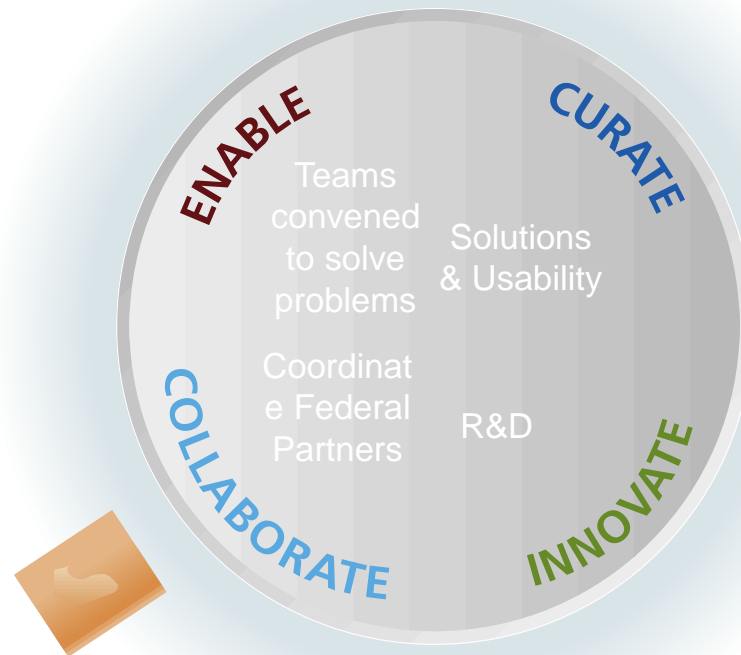 ENABLE
CURATE
Teams
convened
to solve
problems
Solutions
& Usability
Coordinat
e Federal
Partners
R&D
COLLABORATE
INNOVATE